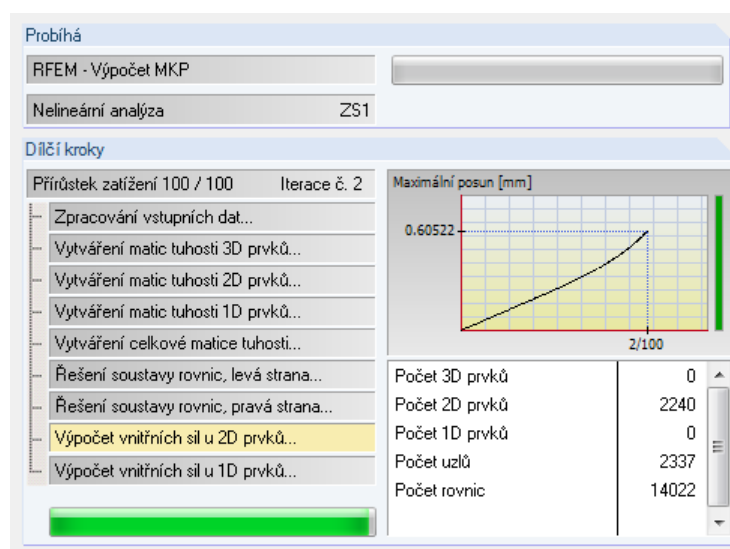 Probíhá
RFEM - Výpočet MKP
Nelineární analýza ZS1
Dílčí kroky
Přírůstek zatížení 100 / 100 Iterace č. 2
Zpracování vstupních dat...
Vytváření matic tuhosti 3D prvků...
Vytváření matic tuhosti 2D prvků...
Vytváření matic tuhosti 1D prvků...
Vytváření celkové matice tuhosti...
Řešení soustavy rovnic, levá strana...
Řešení soustavy rovnic, pravá strana...
Výpočet vnitřních sil u 2D prvků...
Výpočet vnitřních sil u 1D prvků...
Maximální posun [mm]
0.60522
2/100
Počet 3D prvků 0
Počet 2D prvků 2240
Počet 1D prvků 0
Počet uzlů 2337
Počet rovnic 14022